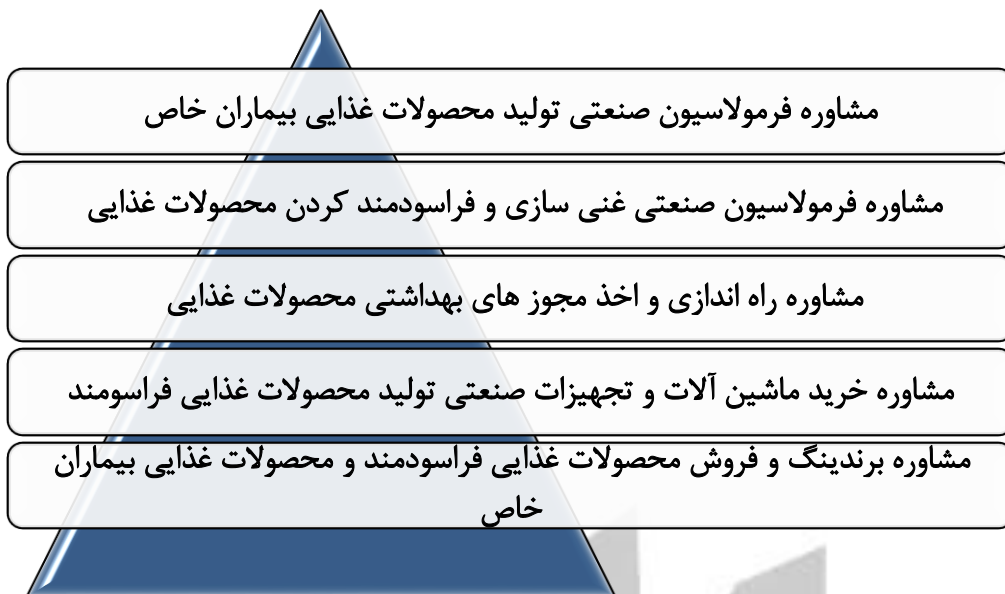 مشاوره فرمولاسیون صنعتی تولید محصولات غذایی بیماران خاص
مشاوره فرمولاسیون صنعتی غنی سازی و فراسودمند کردن محصولات غذایی
مشاوره راه اندازی و اخذ مجوز های بهداشتی محصولات غذایی
مشاوره خرید ماشین آلات و تجهیزات صنعتی تولید محصولات غذایی فراسومند
مشاوره برندینگ و فروش محصولات غذایی فراسودمند و محصولات غذایی بیماران
خاص